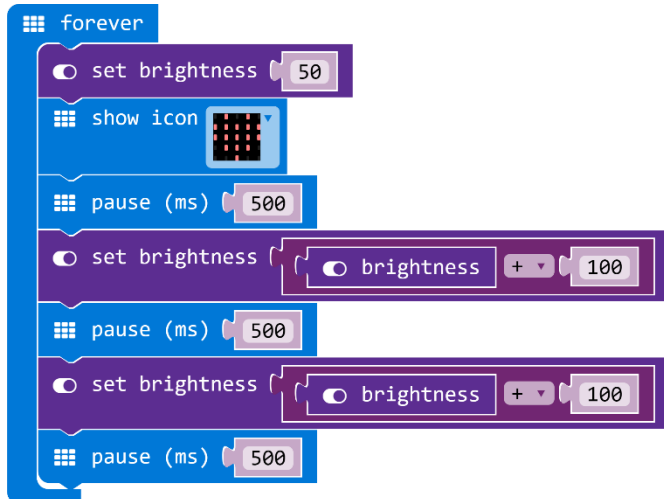 forever
set brightness 50
show icon
pause (ms) 500
set brightness brightness + 100
pause (ms) 500
set brightness brightness + 100
pause (ms) 500